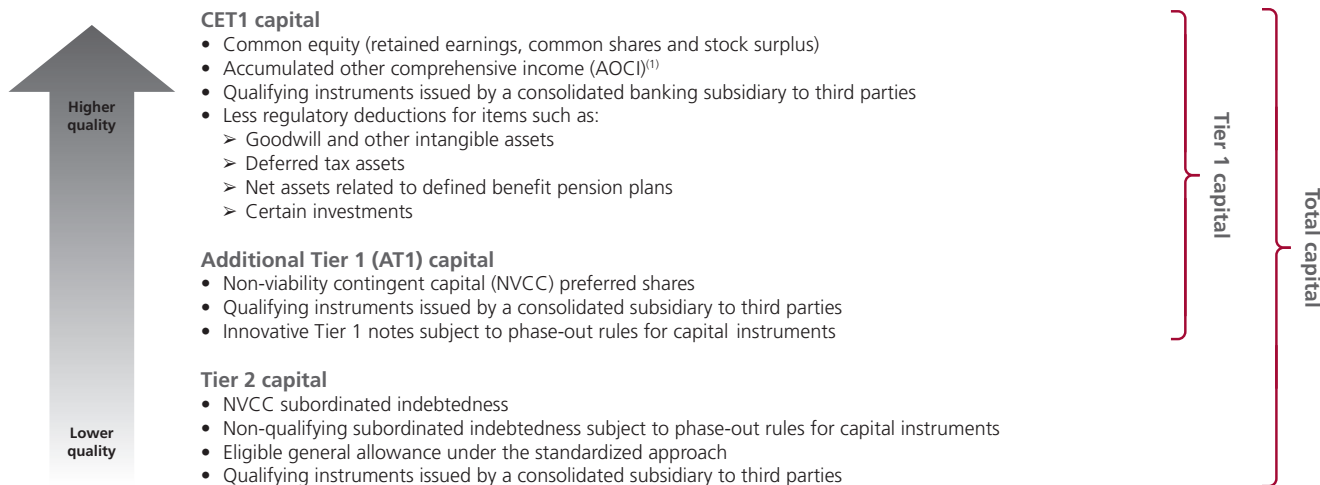 CET1 capital
• Common equity (retained earnings, common shares and stock surplus)
• Accumulated other comprehensive income (AOCI)(1)
• Qualifying instruments issued by a consolidated banking subsidiary to third parties
• Less regulatory deductions for items such as:
➢ Goodwill and other intangible assets
➢ Deferred tax assets
➢ Net assets related to defined benefit pension plans
➢ Certain investments
Additional Tier 1 (AT1) capital
• Non-viability contingent capital (NVCC) preferred shares
• Qualifying instruments issued by a consolidated subsidiary to third parties
• Innovative Tier 1 notes subject to phase-out rules for capital instruments
Tier 2 capital
• NVCC subordinated indebtedness
• Non-qualifying subordinated indebtedness subject to phase-out rules for capital instruments
• Eligible general allowance under the standardized approach
• Qualifying instruments issued by a consolidated subsidiary to third parties
Higher
quality
Lower
quality
Tier 1 capital
Total capital